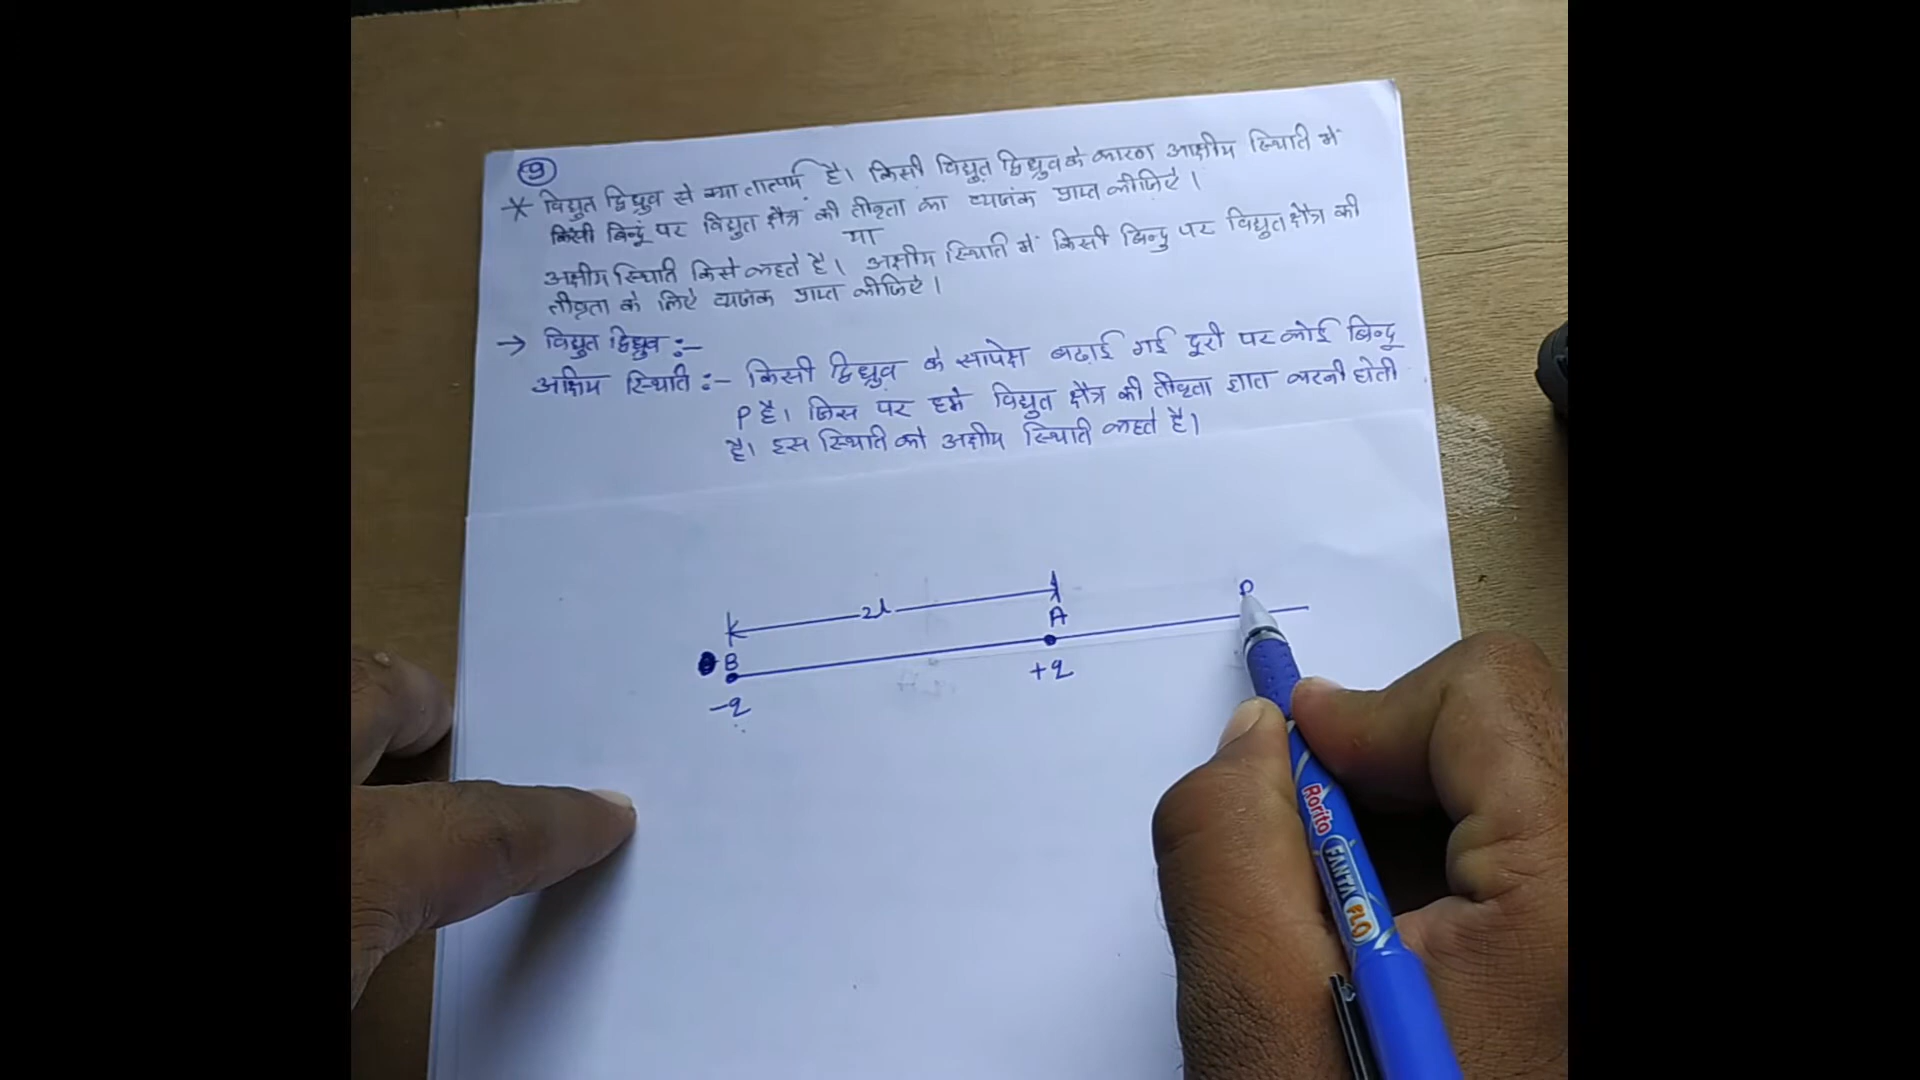 9
* विद्युत द्विध्रुव से क्या तात्पर्य है। किसी विद्युत द्विध्रुव के कारण अक्षीय स्थिति में
किसी बिन्दू पर विद्युत क्षैत्र की तीव्रता का व्यंजक प्राप्त कीजिऐ।
या
अक्षीय स्थिति किसे कहते है। अक्षीय स्थिति में किसी बिन्दु पर विद्युत क्षैत्र की
तीव्रता के लिऐ व्यंजक प्राप्त कीजिऐ।
→ विद्युत द्विध्रुव :-
अक्षिय स्थिति :- किसी द्विध्रुव के सापेक्ष बढ़ाई गई दूरी पर कोई बिन्दू
P है। जिस पर हमे विद्युत क्षैत्र की तीव्रता ज्ञात करनी होती
है। इस स्थिति को अक्षीय स्थिती कहते है।
2l
P
A
B
+q
-q
Rorito FANTA FLO